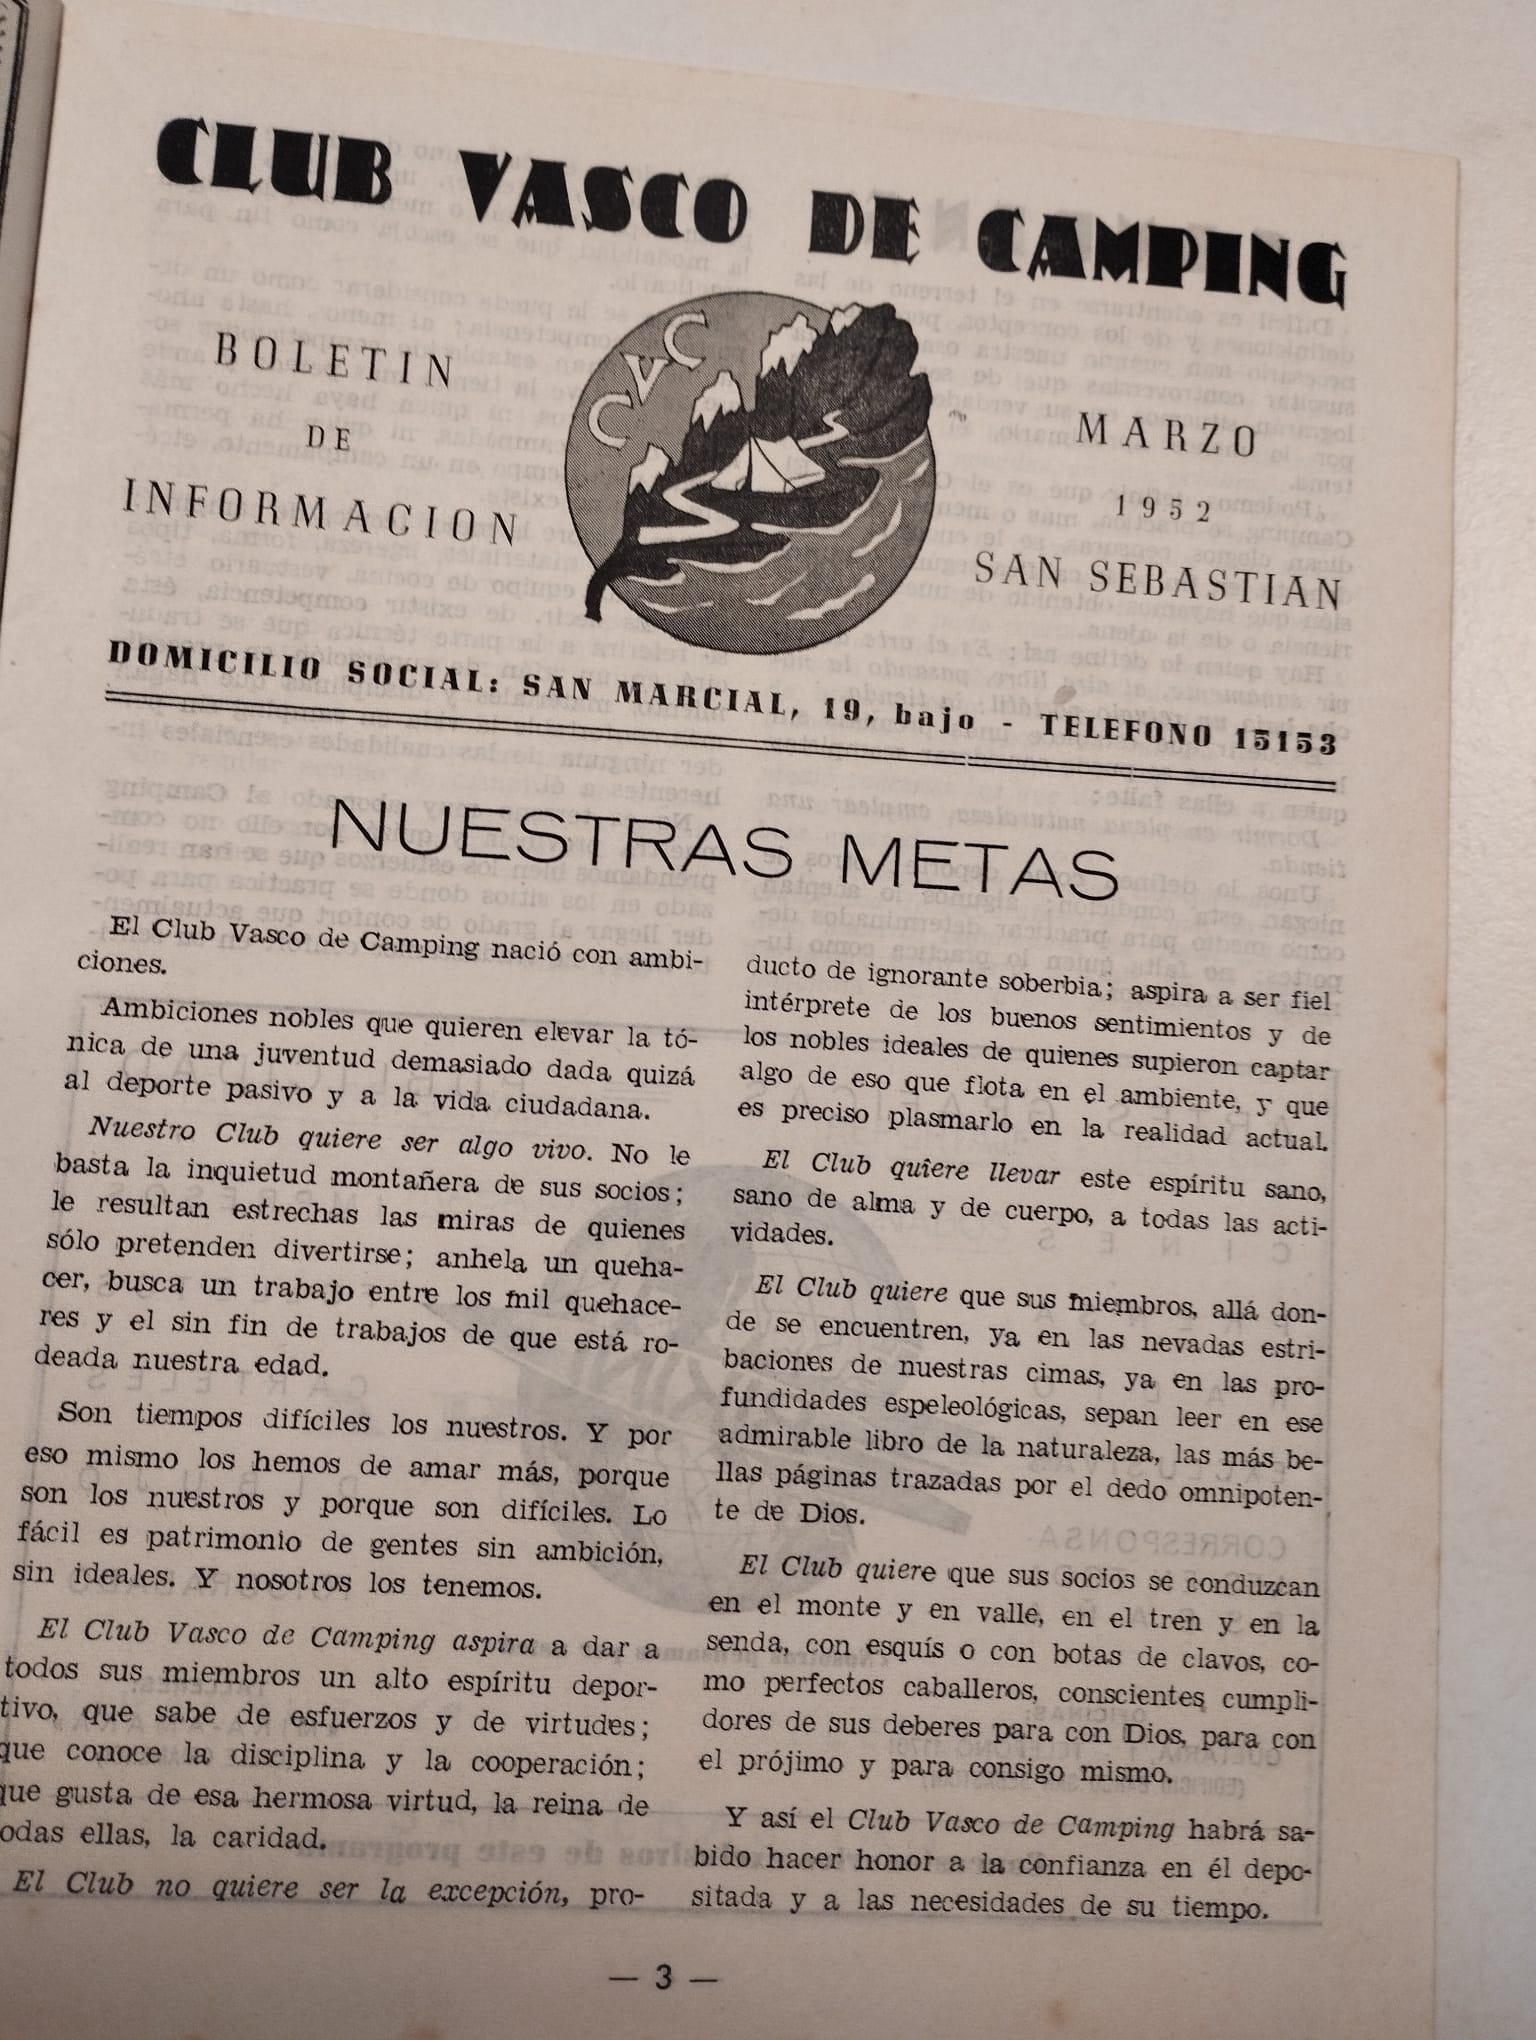 CLUB VASCO DE CAMPING
BOLETIN
DE
INFORMACION
CVC
MARZO
1952
SAN SEBASTIAN
DOMICILIO SOCIAL: SAN MARCIAL, 19, bajo - TELEFONO 15153
NUESTRAS METAS
El Club Vasco de Camping nació con ambi-
ciones.
Ambiciones nobles que quieren elevar la tó-
nica de una juventud demasiado dada quizá
al deporte pasivo y a la vida ciudadana.
Nuestro Club quiere ser algo vivo. No le
basta la inquietud montañera de sus socios;
le resultan estrechas las miras de quienes
sólo pretenden divertirse; anhela un queha-
cer, busca un trabajo entre los mil quehace-
res y el sin fin de trabajos de que está ro-
deada nuestra edad.
Son tiempos difíciles los nuestros. Y por
eso mismo los hemos de amar más, porque
son los nuestros y porque son difíciles. Lo
fácil es patrimonio de gentes sin ambición,
sin ideales. Y nosotros los tenemos.
El Club Vasco de Camping aspira a dar a
todos sus miembros un alto espíritu depor-
tivo, que sabe de esfuerzos y de virtudes;
que conoce la disciplina y la cooperación;
que gusta de esa hermosa virtud, la reina de
odas ellas, la caridad.
El Club no quiere ser la excepción, pro-
ducto de ignorante soberbia; aspira a ser fiel
intérprete de los buenos sentimientos y de
los nobles ideales de quienes supieron captar
algo de eso que flota en el ambiente, y que
es preciso plasmarlo en la realidad actual.
El Club quiere llevar este espíritu sano,
sano de alma y de cuerpo, a todas las acti-
vidades.
El Club quiere que sus miembros, allá don-
de se encuentren, ya en las nevadas estri-
baciones de nuestras cimas, ya en las pro-
fundidades espeleológicas, sepan leer en ese
admirable libro de la naturaleza, las más be-
llas páginas trazadas por el dedo omnipoten-
te de Dios.
El Club quiere que sus socios se conduzcan
en el monte y en valle, en el tren y en la
senda, con esquís o con botas de clavos, co-
mo perfectos caballeros, conscientes cumpli-
dores de sus deberes para con Dios, para con
el prójimo y para consigo mismo.
Y así el Club Vasco de Camping habrá sa-
bido hacer honor a la confianza en él depo-
sitada y a las necesidades de su tiempo.
— 3 —